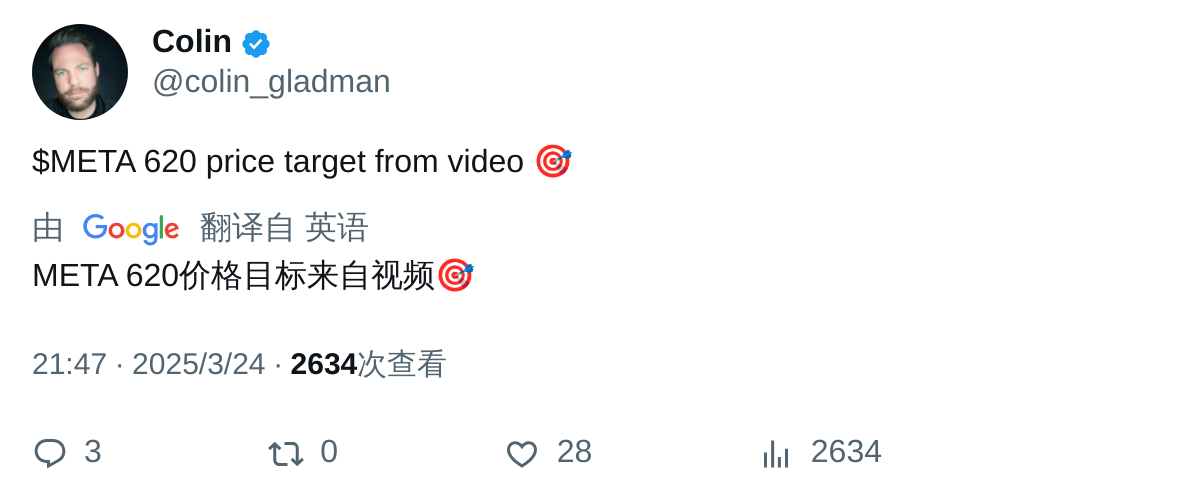 Colin
@colin_gladman
$META 620 price target from video 🎯
由 Google 翻译自 英语
META 620价格目标来自视频🎯
21:47 · 2025/3/24 · 2634次查看
3 0 28 2634